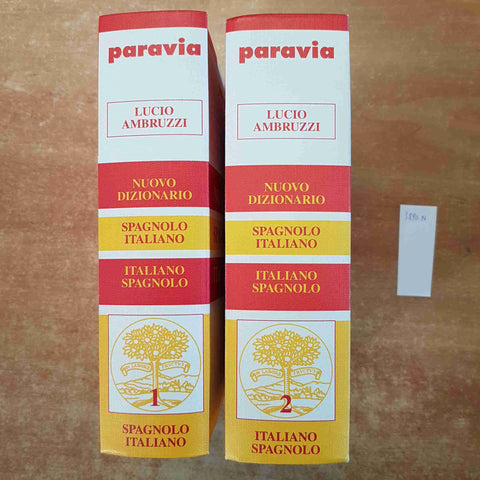 paravia
LUCIO
AMBRUZZI
NUOVO
DIZIONARIO
SPAGNOLO
ITALIANO
ITALIANO
SPAGNOLO
1
SPAGNOLO
ITALIANO
paravia
LUCIO
AMBRUZZI
NUOVO
DIZIONARIO
SPAGNOLO
ITALIANO
ITALIANO
SPAGNOLO
2
ITALIANO
SPAGNOLO